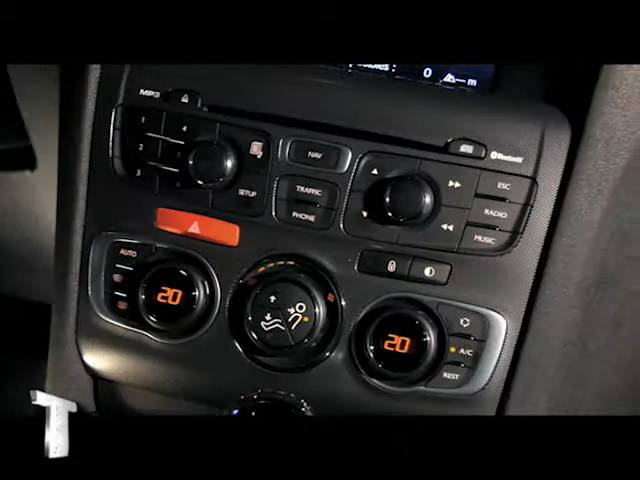 0 m
MP3
Bluetooth
1 4
2 5
3
SETUP
NAV
TRAFFIC
PHONE
ESC
RADIO
MUSIC
AUTO
20
20
A/C
REST